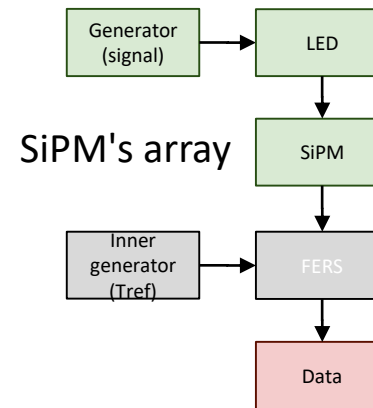 Generator
(signal)
LED
SiPM's array
SiPM
Inner
generator
(Tref)
FERS
Data